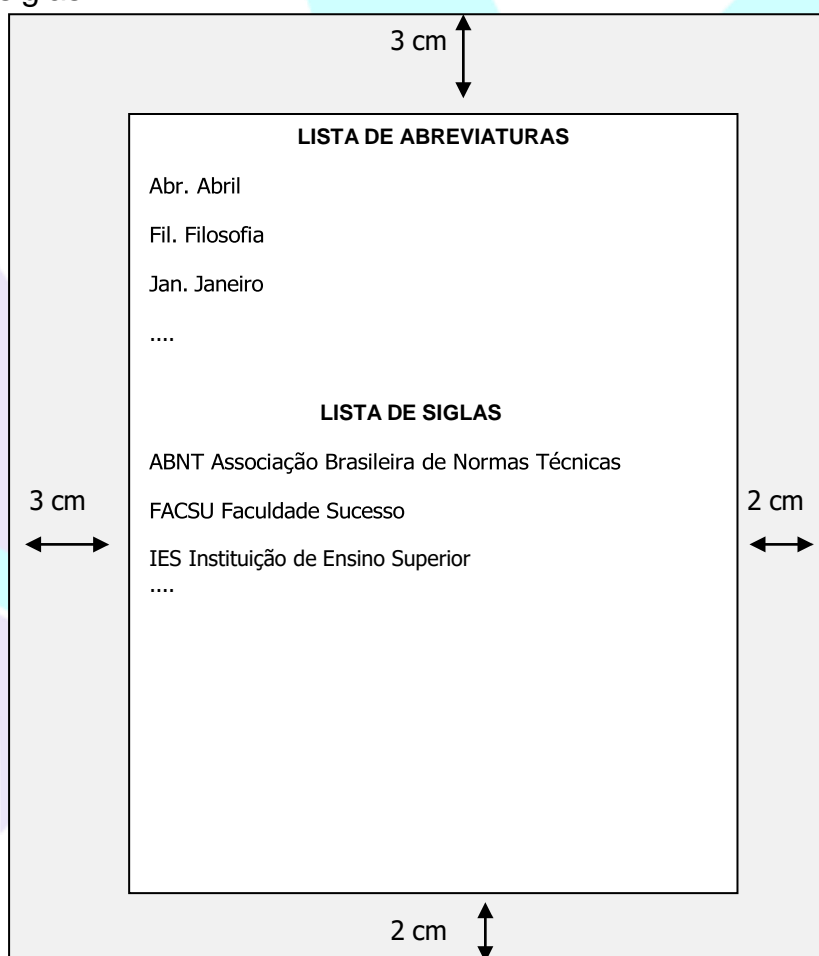 3 cm
LISTA DE ABREVIATURAS
Abr. Abril
Fil. Filosofia
Jan. Janeiro
....
LISTA DE SIGLAS
ABNT Associação Brasileira de Normas Técnicas
3 cm
FACSU Faculdade Sucesso
2 cm
IES Instituição de Ensino Superior
....
2 cm